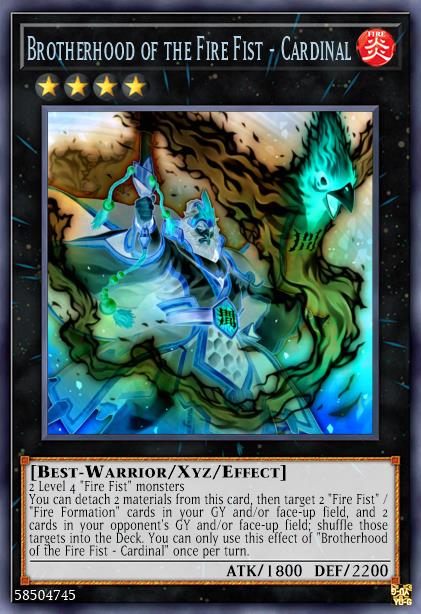 BROTHERHOOD OF THE FIRE FIST - CARDINAL
FIRE
炎
[BEST-WARRIOR/XYZ/EFFECT]
2 Level 4 "Fire Fist" monsters
You can detach 2 materials from this card, then target 2 "Fire Fist" /
"Fire Formation" cards in your GY and/or face-up field, and 2
cards in your opponent's GY and/or face-up field; shuffle those
targets into the Deck. You can only use this effect of "Brotherhood
of the Fire Fist - Cardinal" once per turn.
ATK/1800 DEF/2200
58504745